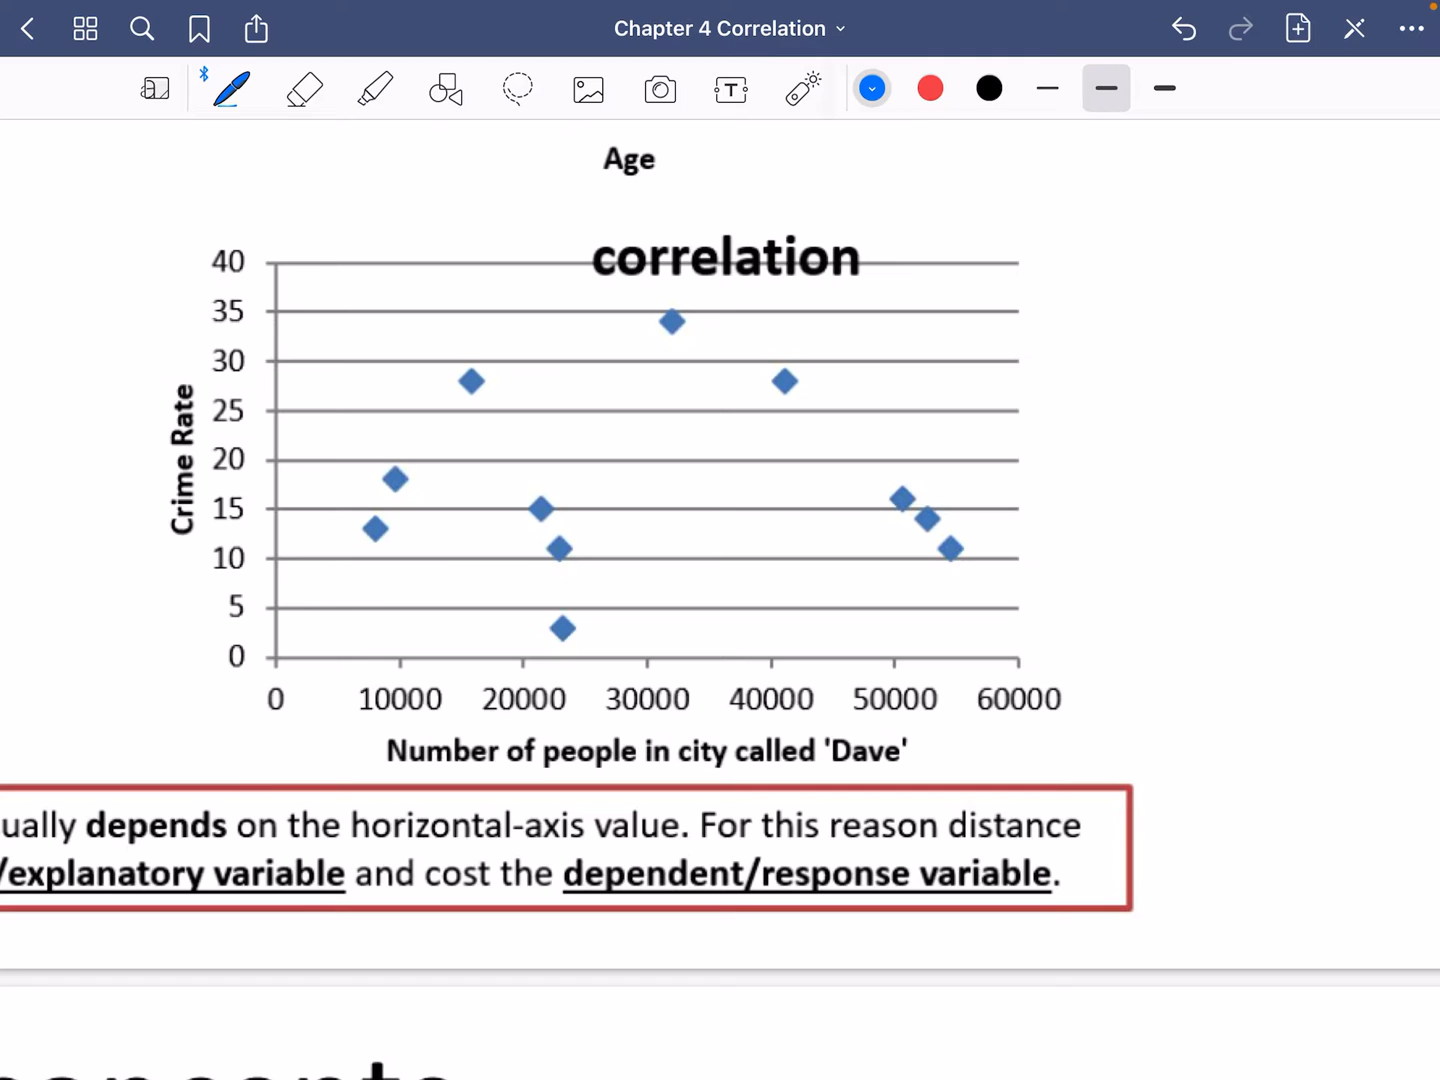 Chapter 4 Correlation
Age
correlation
40
35
30
25
20
15
10
5
0
Crime Rate
0 10000 20000 30000 40000 50000 60000
Number of people in city called 'Dave'
ually depends on the horizontal-axis value. For this reason distance
/explanatory variable and cost the dependent/response variable.